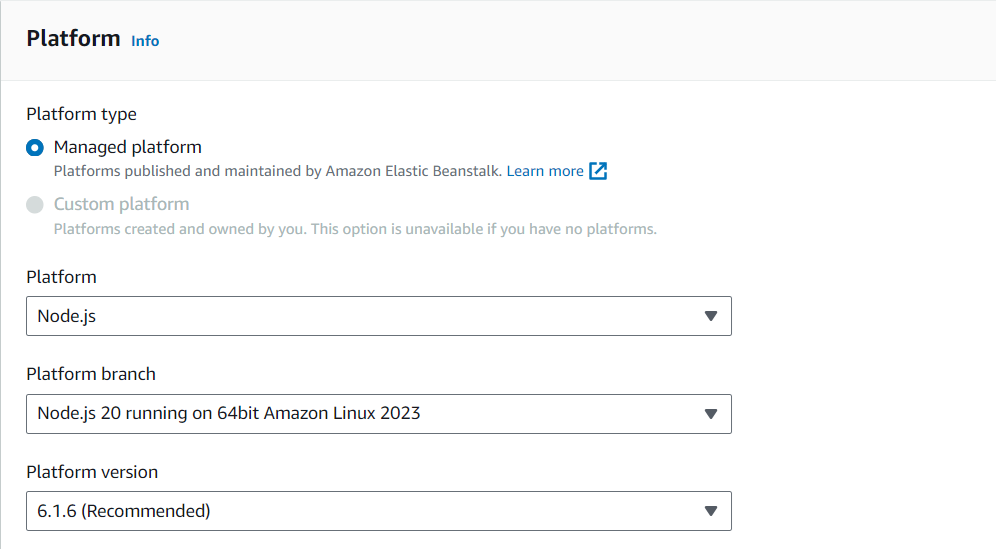 Platform Info
Platform type
Managed platform
Platforms published and maintained by Amazon Elastic Beanstalk. Learn more
Custom platform
Platforms created and owned by you. This option is unavailable if you have no platforms.
Platform
Node.js
Platform branch
Node.js 20 running on 64bit Amazon Linux 2023
Platform version
6.1.6 (Recommended)